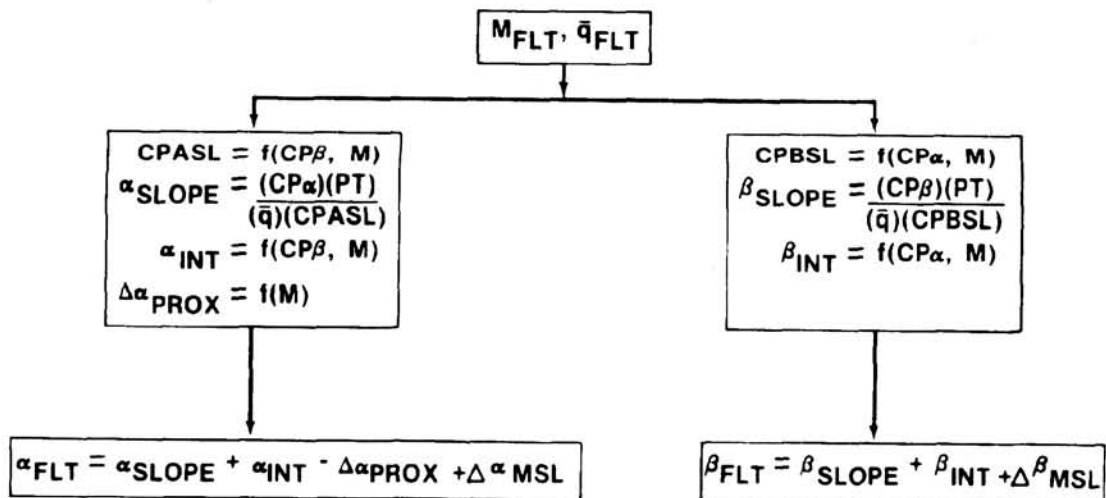 M_FLT, q̄_FLT
CPASL = f(CPβ, M)
α_SLOPE = (CPα)(PT)
(q̄)(CPASL)
α_INT = f(CPβ, M)
Δα_PROX = f(M)
CPBSL = f(CPα, M)
β_SLOPE = (CPβ)(PT)
(q̄)(CPBSL)
β_INT = f(CPα, M)
α_FLT = α_SLOPE + α_INT - Δα_PROX + Δα_MSL
β_FLT = β_SLOPE + β_INT + Δβ_MSL